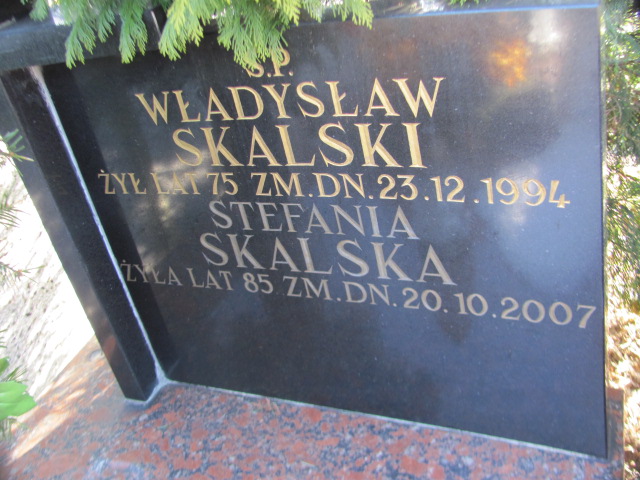 Ś.P.
WŁADYSŁAW
SKALSKI
ŻYŁ LAT 75 ZM.DN.23.12.1994
STEFANIA
SKALSKA
ŻYŁA LAT 85 ZM.DN.20.10.2007